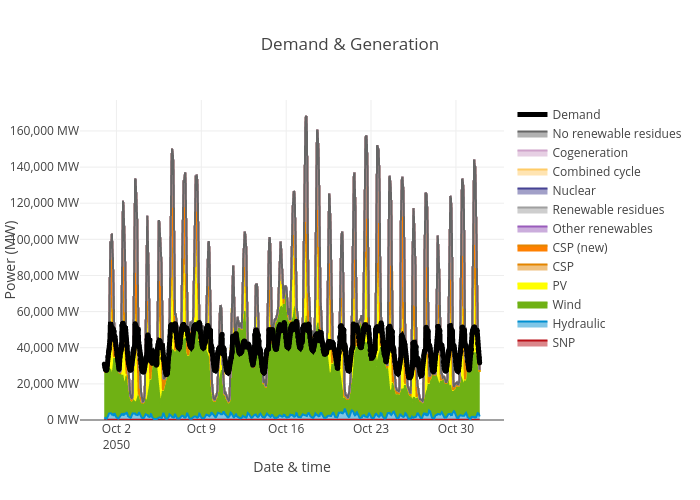 Demand & Generation
160,000 MW
140,000 MW
120,000 MW
100,000 MW
80,000 MW
60,000 MW
40,000 MW
20,000 MW
0 MW
Power (MW)
Oct 2
2050
Oct 9
Oct 16
Oct 23
Oct 30
Date & time
Demand
No renewable residues
Cogeneration
Combined cycle
Nuclear
Renewable residues
Other renewables
CSP (new)
CSP
PV
Wind
Hydraulic
SNP